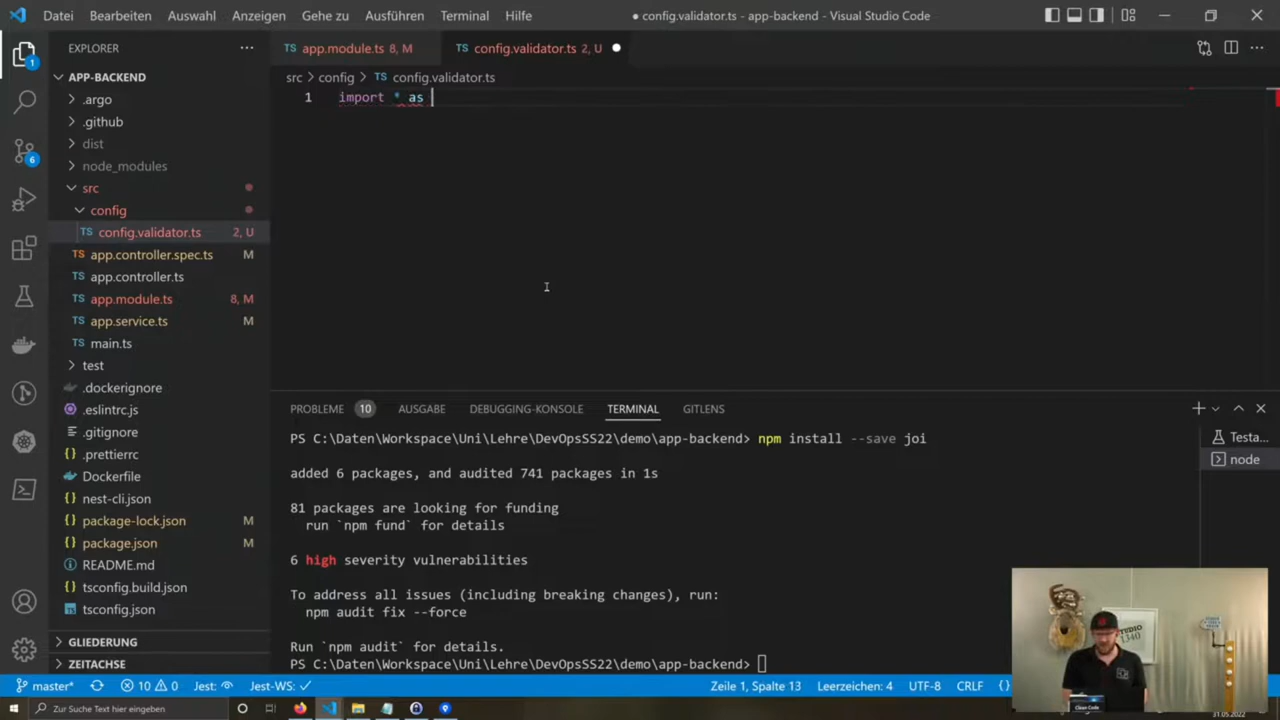 Datei Bearbeiten Auswahl Anzeigen Gehe zu Ausführen Terminal Hilfe ● config.validator.ts - app-backend - Visual Studio Code
EXPLORER ···
TS app.module.ts 8, M
TS config.validator.ts 2, U
APP-BACKEND
src > config > TS config.validator.ts
1 import * as
.argo
.github
dist
node_modules
src
config
TS config.validator.ts 2, U
TS app.controller.spec.ts M
TS app.controller.ts
TS app.module.ts 8, M
TS app.service.ts M
TS main.ts
test
.dockerignore
.eslintrc.js
.gitignore
.prettierrc
Dockerfile
{} nest-cli.json
{} package-lock.json M
{} package.json M
README.md
{} tsconfig.build.json
tsconfig.json
GLIEDERUNG
ZEITACHSE
1
6
PROBLEME 10 AUSGABE DEBUGGING-KONSOLE TERMINAL GITLENS
PS C:\Daten\Workspace\Uni\Lehre\DevOpsSS22\demo\app-backend> npm install --save joi
added 6 packages, and audited 741 packages in 1s
81 packages are looking for funding
run `npm fund` for details
6 high severity vulnerabilities
To address all issues (including breaking changes), run:
npm audit fix --force
Run `npm audit` for details.
PS C:\Daten\Workspace\Uni\Lehre\DevOpsSS22\demo\app-backend>
Testa...
node
STUDIO
1340
Clean Code
master* 10 0 Jest: Jest-WS: Zeile 1, Spalte 13 Leerzeichen: 4 UTF-8 CRLF {}
Zur Suche Text hier eingeben
31.05.2022